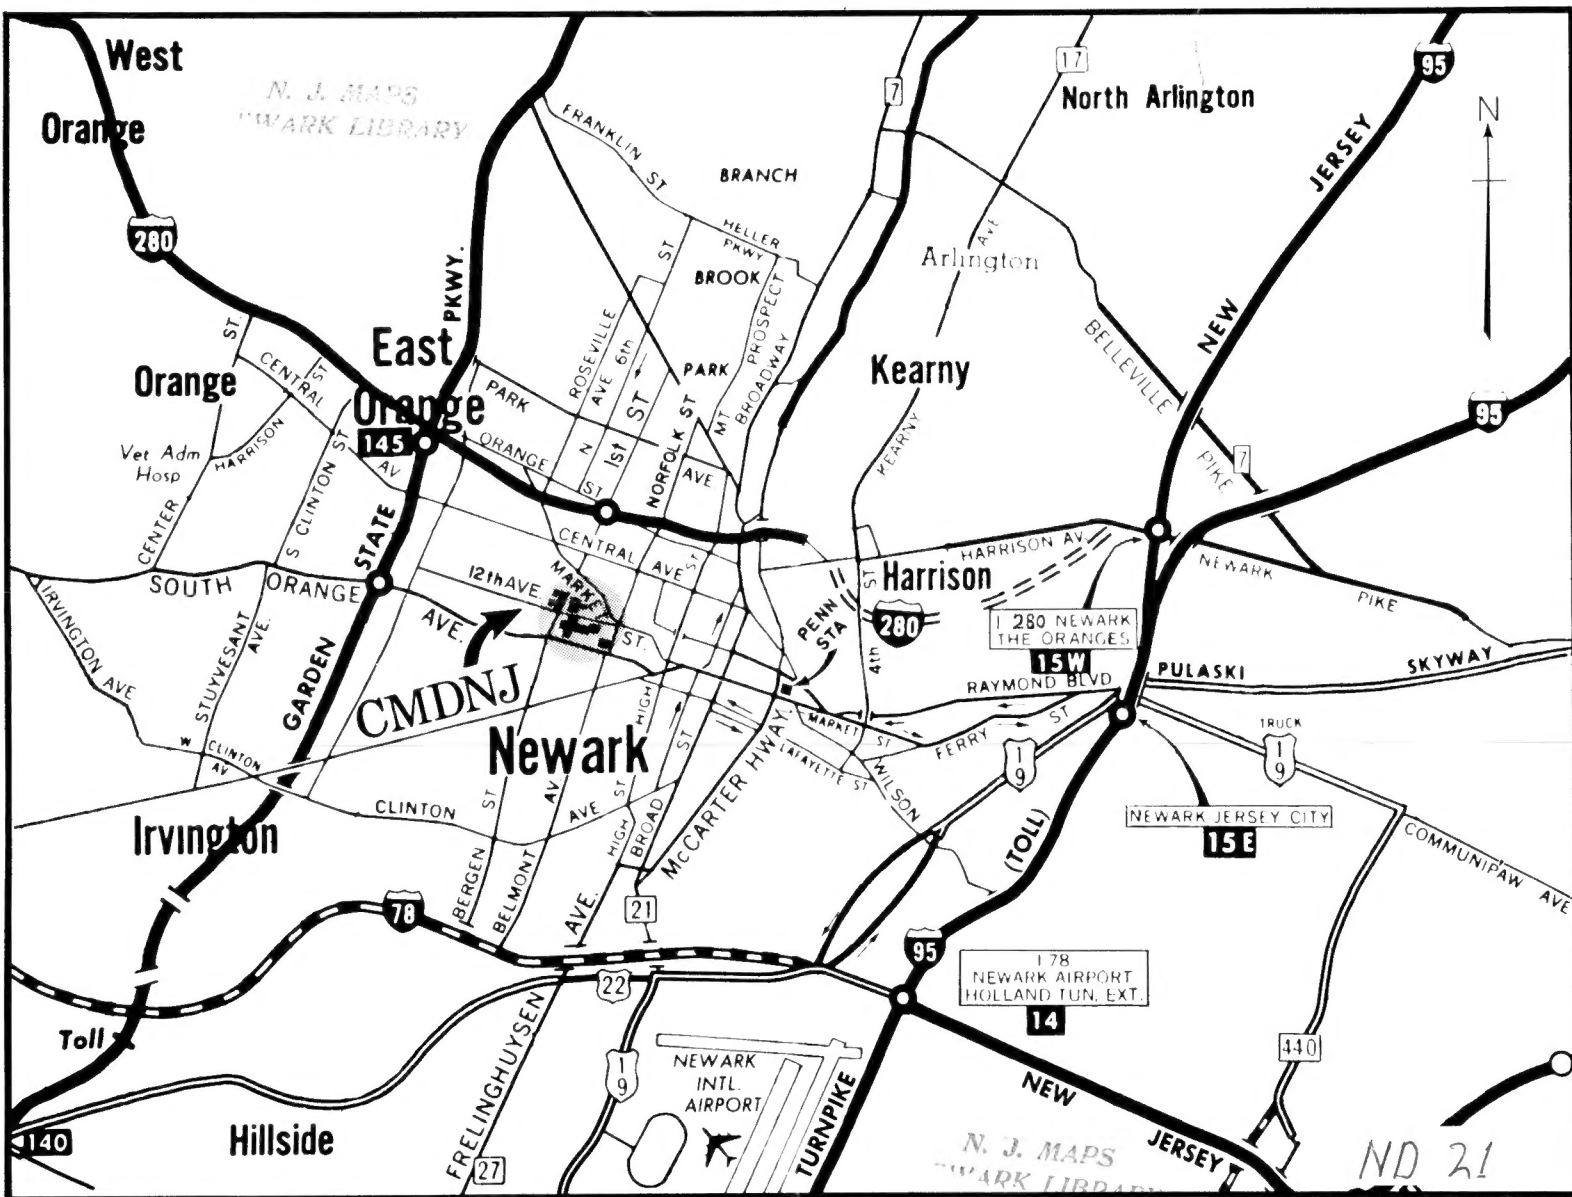 West
Orange
N. J. MAPS
WARK LIBRARY
FRANKLIN ST
BRANCH
BROOK
PARK
HELLER
PKWY
7
17
North Arlington
95
N
NEW
JERSEY
280
GARDEN
STATE
PKWY.
East
Orange
145
Orange
ST.
CENTRAL
AV
ST
HARRISON
Vet Adm
Hosp
CENTER
S CLINTON ST
PARK
AVE
ORANGE
ST
ROSEVILLE
AVE
6th
N
1st
ST
ST
NORFOLK ST
MT PROSPECT
BROADWAY
Arlington
AVE
KEARNY
Kearny
BELLEVILLE
PIKE
7
95
CENTRAL AVE
ST
12th AVE.
MARKET
ST.
SOUTH ORANGE
AVE.
IRVINGTON AVE
STUYVESANT
AVE.
CMDNJ
Newark
PENN
STA
4th
ST
280
Harrison
HARRISON AV
NEWARK
PIKE
I 280 NEWARK
THE ORANGES
15W
PULASKI
SKYWAY
RAYMOND BLVD
MARKET ST
FERRY
ST
LAFAYETTE ST
WILSON
1
9
TRUCK
1
9
W CLINTON
AV
CLINTON
AVE
HIGH
ST
HIGH
BROAD
ST
McCARTER HWAY
NEWARK JERSEY CITY
15E
(TOLL)
COMMUNIPAW AVE
Irvington
BERGEN
ST
BELMONT
AV
AVE.
21
78
95
I 78
NEWARK AIRPORT
HOLLAND TUN. EXT.
14
22
FRELINGHUYSEN
1
9
NEWARK
INTL.
AIRPORT
TURNPIKE
NEW
JERSEY
440
Toll
140
Hillside
27
N. J. MAPS
WARK LIBRARY
ND 21